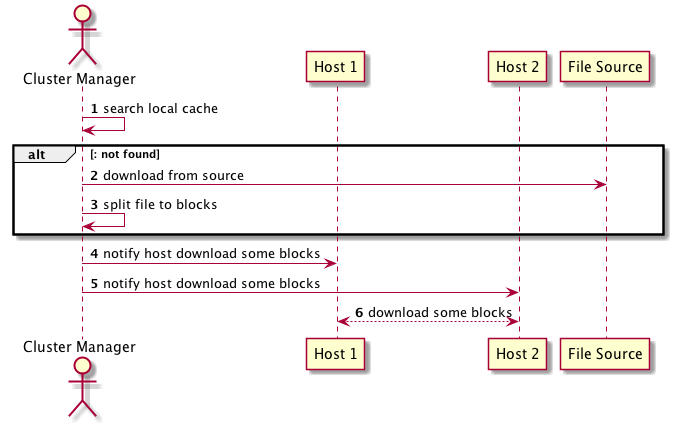 Cluster Manager
Host 1
Host 2
File Source
1 search local cache
alt
[: not found]
2 download from source
3 split file to blocks
4 notify host download some blocks
5 notify host download some blocks
6 download some blocks
Cluster Manager
Host 1
Host 2
File Source